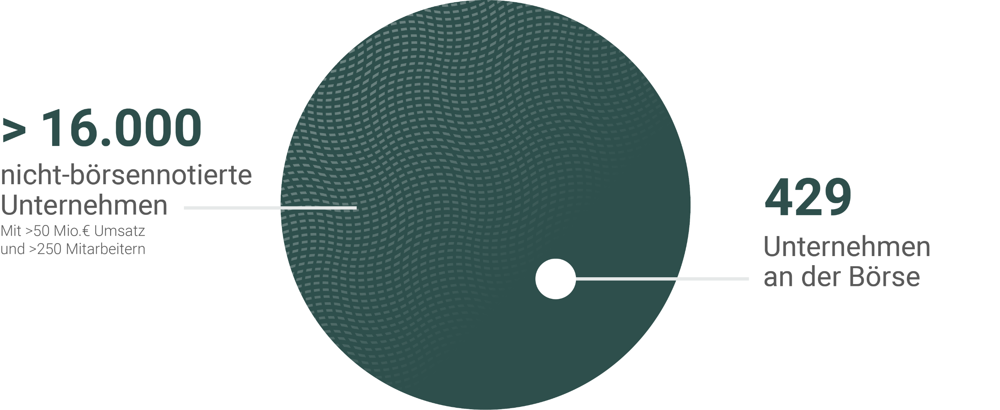 > 16.000
nicht-börsennotierte
Unternehmen
Mit >50 Mio.€ Umsatz
und >250 Mitarbeitern
429
Unternehmen
an der Börse